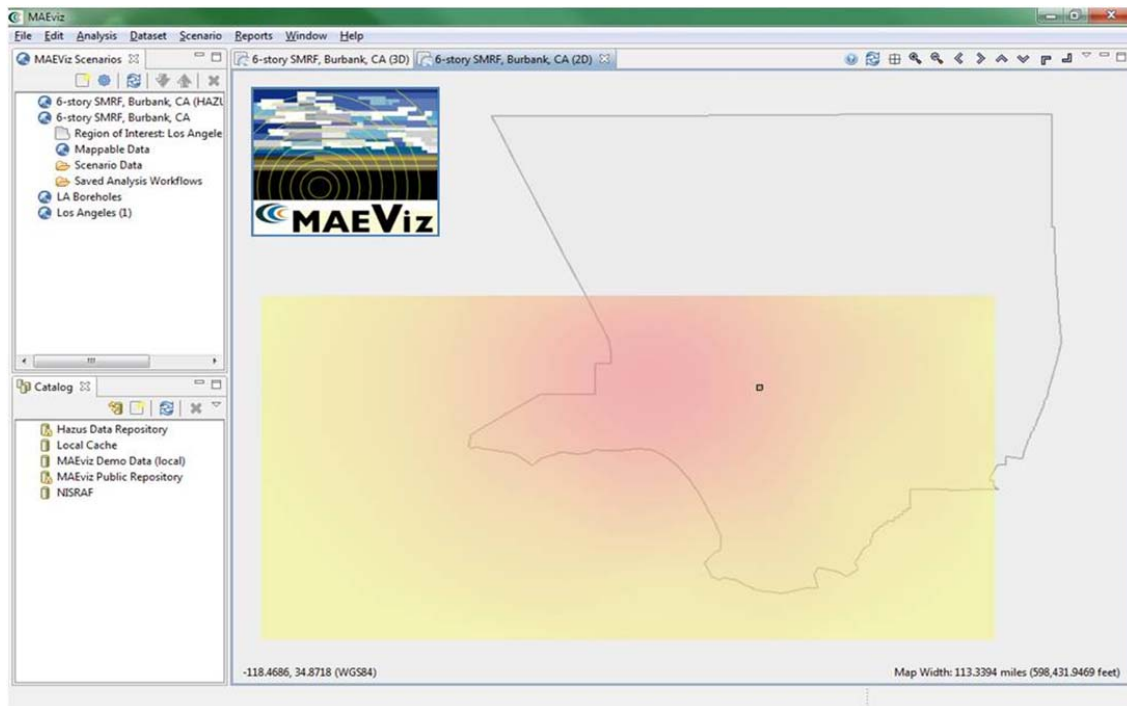 MAEviz
File Edit Analysis Dataset Scenario Reports Window Help
MAEViz Scenarios
6-story SMRF, Burbank, CA (HAZU
6-story SMRF, Burbank, CA
Region of Interest: Los Angele
Mappable Data
Scenario Data
Saved Analysis Workflows
LA Boreholes
Los Angeles (1)
Catalog
Hazus Data Repository
Local Cache
MAEviz Demo Data (local)
MAEviz Public Repository
NISRAF
6-story SMRF, Burbank, CA (3D) 6-story SMRF, Burbank, CA (2D)
MAEViz
-118.4686, 34.8718 (WGS84) Map Width: 113.3394 miles (598,431.9469 feet)